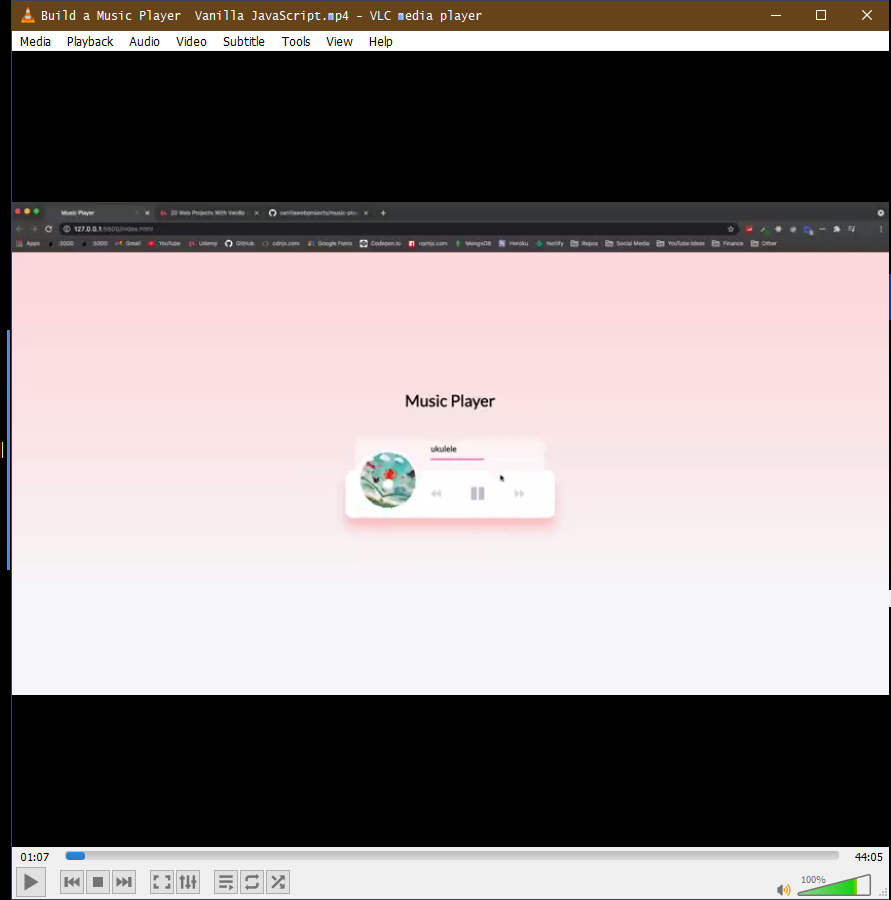 Build a Music Player  Vanilla JavaScript.mp4 - VLC media player
Media Playback Audio Video Subtitle Tools View Help
Music Player 20 Web Projects With Vanilla vanillawebprojects/music-play
127.0.0.1:5500/index.html
Apps :3000 :5000 Gmail YouTube Udemy GitHub cdnjs.com Google Fonts Codepen.io npmjs.com MongoDB Heroku Netlify Repos Social Media YouTube Ideas Finance Other
Music Player
ukulele
01:07 44:05
100%